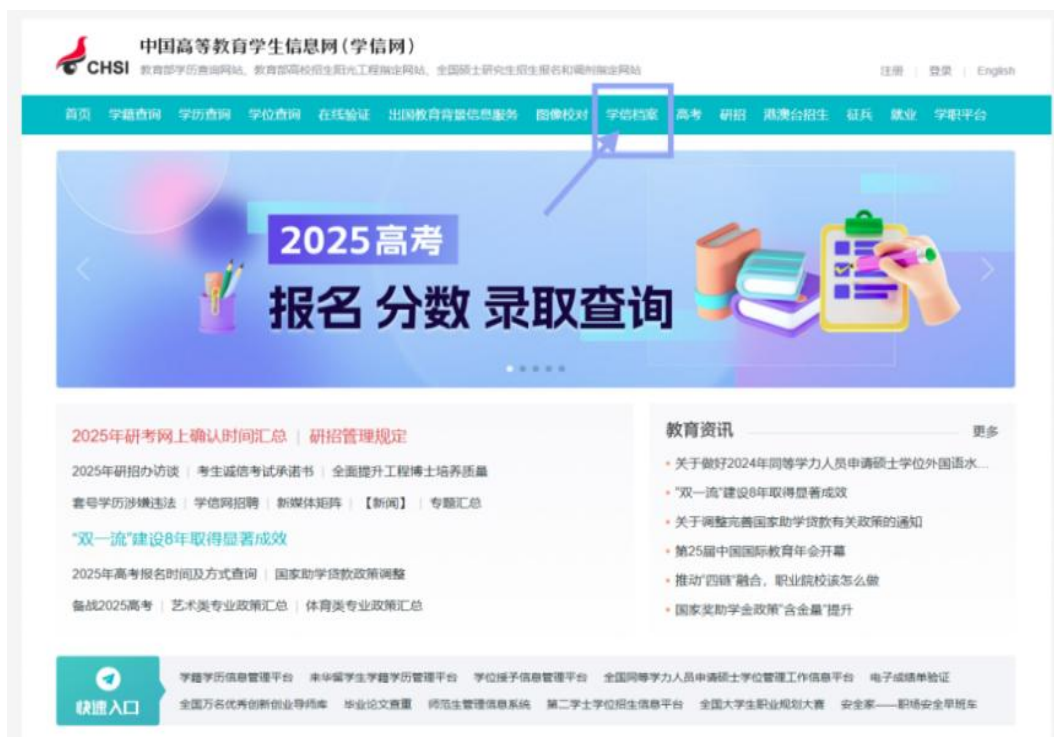 中国高等教育学生信息网（学信网）
CHSI 教育部学历查询网站、教育部高校招生阳光工程指定网站、全国硕士研究生招生报名和调剂指定网站
注册 | 登录 | English
首页 学籍查询 学历查询 学位查询 在线验证 出国教育背景信息服务 图像校对 学信档案 高考 研招 港澳台招生 征兵 就业 学职平台
2025高考
报名 分数 录取查询
2025年研考网上确认时间汇总 | 研招管理规定
2025年研招办访谈 | 考生诚信考试承诺书 | 全面提升工程博士培养质量
套号学历涉嫌违法 | 学信网招聘 | 新媒体矩阵 | 【新闻】 | 专题汇总
“双一流”建设8年取得显著成效
2025年高考报名时间及方式查询 | 国家助学贷款政策调整
备战2025高考 | 艺术类专业政策汇总 | 体育类专业政策汇总
教育资讯 更多
• 关于做好2024年同等学力人员申请硕士学位外国语水...
• “双一流”建设8年取得显著成效
• 关于调整完善国家助学贷款有关政策的通知
• 第25届中国国际教育年会开幕
• 推动“四链”融合，职业院校该怎么做
• 国家奖助学金政策“含金量”提升
快速入口
学籍学历信息管理平台 来华留学生学籍学历管理平台 学位授予信息管理平台 全国同等学力人员申请硕士学位管理工作信息平台 电子成绩单验证
全国万名优秀创新创业导师库 毕业论文查重 师范生管理信息系统 第二学士学位招生信息平台 全国大学生职业规划大赛 安全家——职场安全早班车